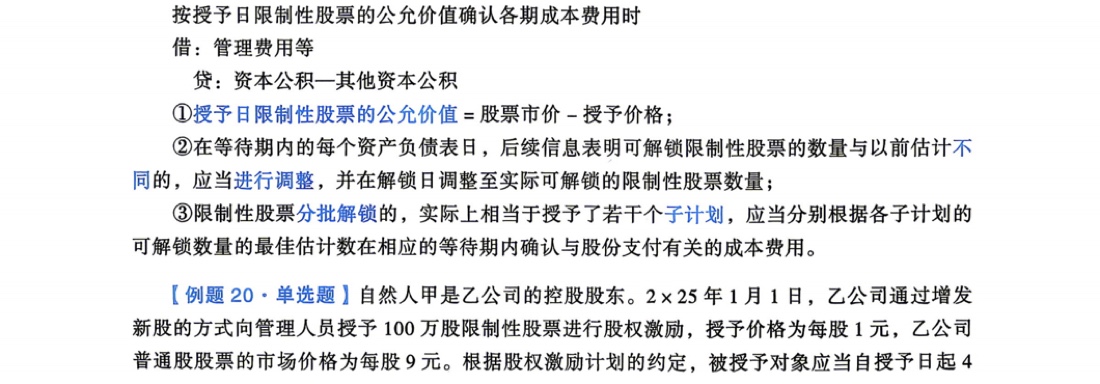 按授予日限制性股票的公允价值确认各期成本费用时
借：管理费用等
贷：资本公积—其他资本公积
①授予日限制性股票的公允价值 = 股票市价 – 授予价格；
②在等待期内的每个资产负债表日，后续信息表明可解锁限制性股票的数量与以前估计不
同的，应当进行调整，并在解锁日调整至实际可解锁的限制性股票数量；
③限制性股票分批解锁的，实际上相当于授予了若干个子计划，应当分别根据各子计划的
可解锁数量的最佳估计数在相应的等待期内确认与股份支付有关的成本费用。
【例题 20 · 单选题】自然人甲是乙公司的控股股东。2 × 25 年 1 月 1 日，乙公司通过增发
新股的方式向管理人员授予 100 万股限制性股票进行股权激励，授予价格为每股 1 元，乙公司
普通股股票的市场价格为每股 9 元。根据股权激励计划的约定，被授予对象应当自授予日起 4